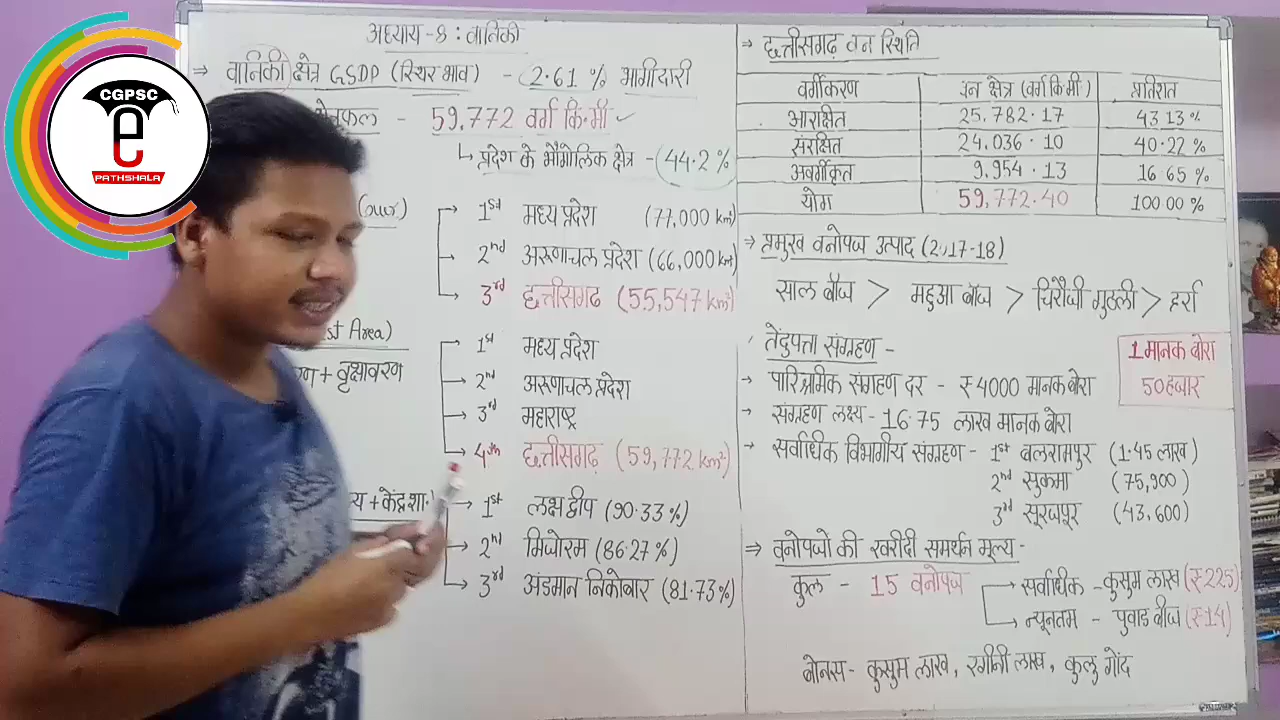 CGPSC
e
PATHSHALA
अध्याय-8 : वानिकी
⇒ वानिकी क्षेत्र GSDP (स्थिर भाव) - 2.61 % भागीदारी
- 59,772 वर्ग कि.मी
प्रदेश के भौगोलिक क्षेत्र - (44.2 %
1st मध्य प्रदेश (77,000 km²)
2nd अरूणाचल प्रदेश (66,000 km²)
3rd छत्तीसगढ़ (55,547 km²)
st Area)
+ वृक्षावरण
1st मध्य प्रदेश
2nd अरूणाचल प्रदेश
3rd महाराष्ट्र
4th छत्तीसगढ़ (59,772 km²)
य + केंद्रशा.)
1st लक्ष द्वीप (90.33 %)
2nd मिजोरम (86.27 %)
3rd अंडमान निकोबार (81.73 %)
→ छत्तीसगढ़ वन स्थिति
वर्गीकरण वन क्षेत्र (वर्ग कि.मी) प्रतिशत
आरक्षित 25.782.17 43 13 %
संरक्षित 24.036.10 40.22 %
अवर्गीकृत 9.954.13 16 65 %
योग 59,772.40 100.00 %
→ प्रमुख वनोपज उत्पाद (2017-18)
साल बीज > महुआ बीज > चिरौंजी गुठली > हर्रा
तेंदुपत्ता संग्रहण -
1 मानक बोरा
50 हजार
→ पारिश्रमिक संग्रहण दर - ₹4000 मानक बोरा
→ संग्रहण लक्ष्य - 16 75 लाख मानक बोरा
→ सर्वाधिक विभागीय संग्रहण - 1st बलरामपुर (1.45 लाख)
2nd सुकमा (75,900)
3rd सूरजपूर (43,600)
⇒ वनोपजो की खरीदी समर्थन मूल्य -
कुल - 15 वनोपज
सर्वाधिक - कुसुम लाख (₹225)
न्यूनतम - पुवाड बीज (₹14)
बोनस - कुसुम लाख, रंगीनी लाख, कुलु गोंद